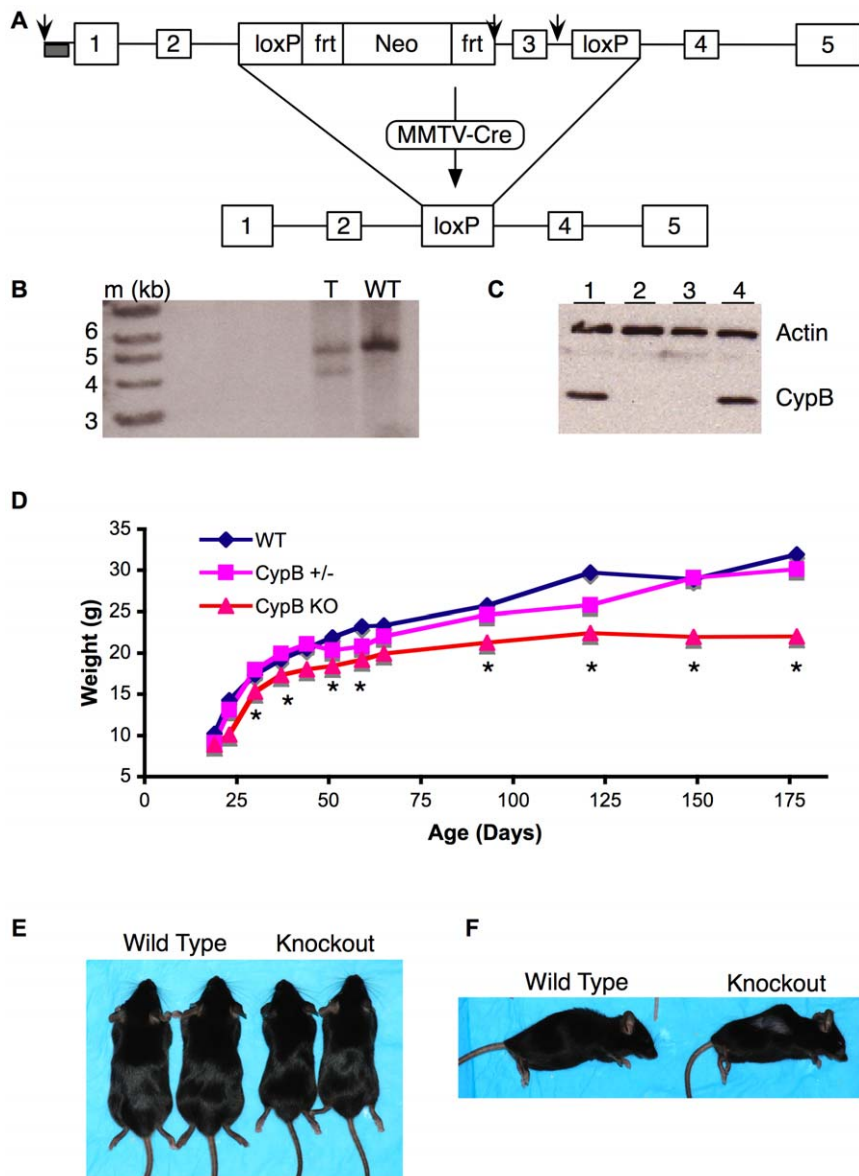 A
1 2 loxP frt Neo frt 3 loxP 4 5
MMTV-Cre
1 2 loxP 4 5
B
m (kb) T WT
6
5
4
3
C
1 2 3 4
Actin
CypB
D
35
30
25
20
15
10
5
Weight (g)
WT
CypB +/-
CypB KO
* * * * * * * *
0 25 50 75 100 125 149 175
Age (Days)
E
Wild Type Knockout
F
Wild Type Knockout